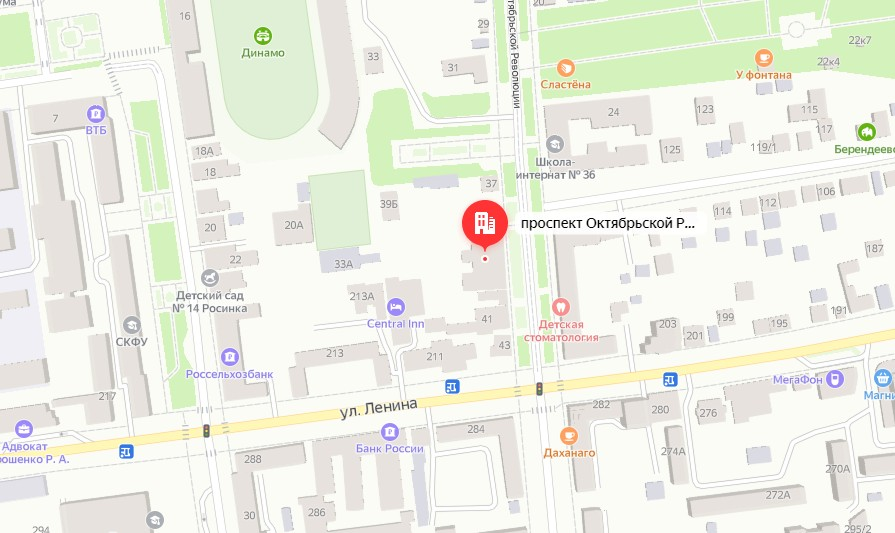 16
Динамо
33
29
31
Октябрьской Революции
Сластёна
22к7
22к4
У фонтана
7
ВТБ
24
123
115
117
125
119/1
Берендеево
18А
18
Школа-
интернат № 36
37
39Б
106
114
112
20А
20
проспект Октябрьской Р...
187
22
33А
Детский сад
№ 14 Росинка
213А
Central Inn
41
Детская
стоматология
203
201
199
195
СКФУ
43
213
211
Россельхозбанк
МегаФон
217
ул. Ленина
282
280
276
Адвокат
рошенко Р. А.
Банк России
284
Даханаго
274А
288
270А
272А
30
294
295/2